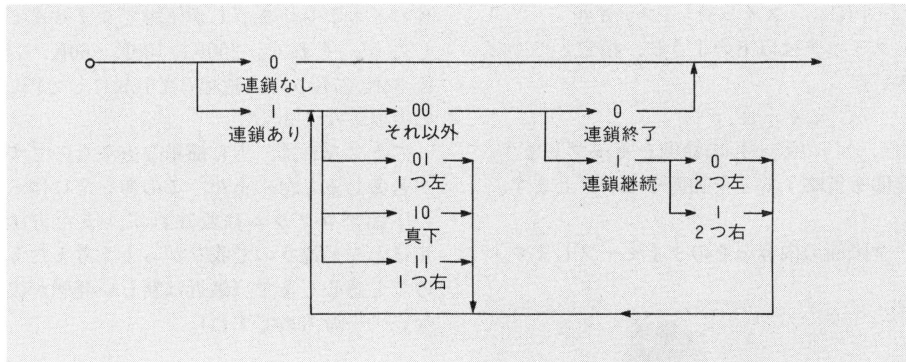 0
連鎖なし
1
連鎖あり
00
それ以外
01
1つ左
10
真下
11
1つ右
0
連鎖終了
1
連鎖継続
0
2つ左
1
2つ右